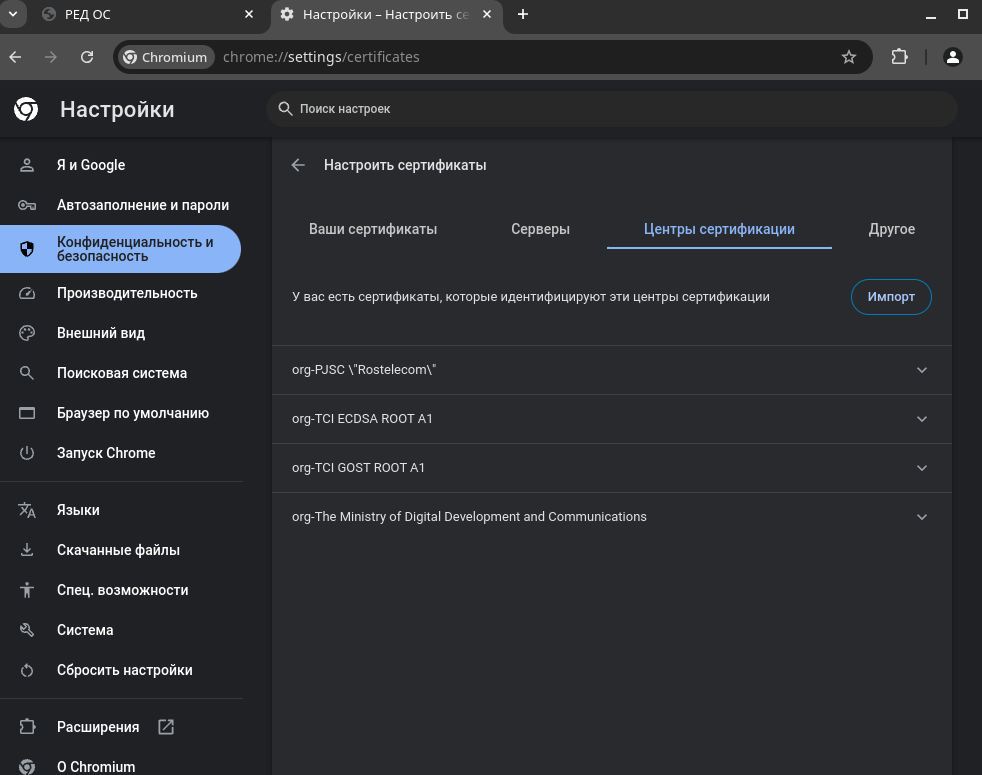 РЕД ОС
Настройки – Настроить се
Chromium
chrome://settings/certificates
Настройки
Поиск настроек
Я и Google
Автозаполнение и пароли
Конфиденциальность и
безопасность
Производительность
Внешний вид
Поисковая система
Браузер по умолчанию
Запуск Chrome
Языки
Скачанные файлы
Спец. возможности
Система
Сбросить настройки
Расширения
О Chromium
Настроить сертификаты
Ваши сертификаты
Серверы
Центры сертификации
Другое
У вас есть сертификаты, которые идентифицируют эти центры сертификации
Импорт
org-PJSC \"Rostelecom\"
org-TCI ECDSA ROOT A1
org-TCI GOST ROOT A1
org-The Ministry of Digital Development and Communications